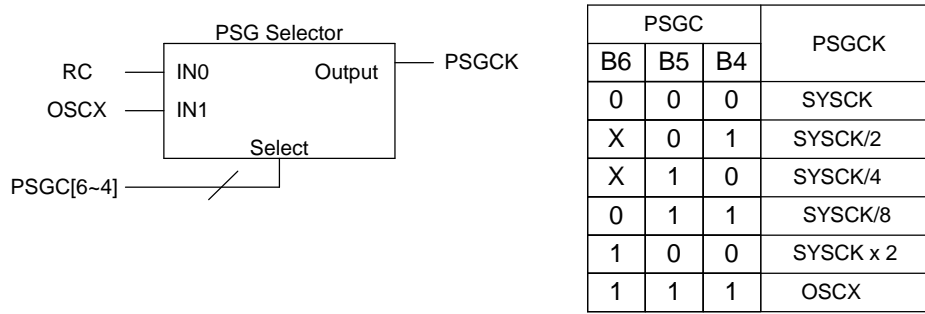 PSG Selector
RC IN0 Output PSGCK
OSCX IN1
Select
PSGC[6~4]
PSGC PSGCK
B6 B5 B4
0 0 0 SYSCK
X 0 1 SYSCK/2
X 1 0 SYSCK/4
0 1 1 SYSCK/8
1 0 0 SYSCK x 2
1 1 1 OSCX